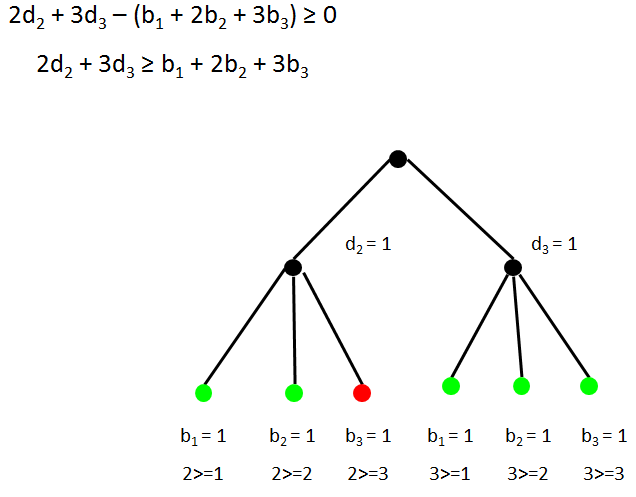 2d₂ + 3d₃ – (b₁ + 2b₂ + 3b₃) ≥ 0
2d₂ + 3d₃ ≥ b₁ + 2b₂ + 3b₃
d₂ = 1 d₃ = 1
b₁ = 1 b₂ = 1 b₃ = 1 b₁ = 1 b₂ = 1 b₃ = 1
2>=1 2>=2 2>=3 3>=1 3>=2 3>=3